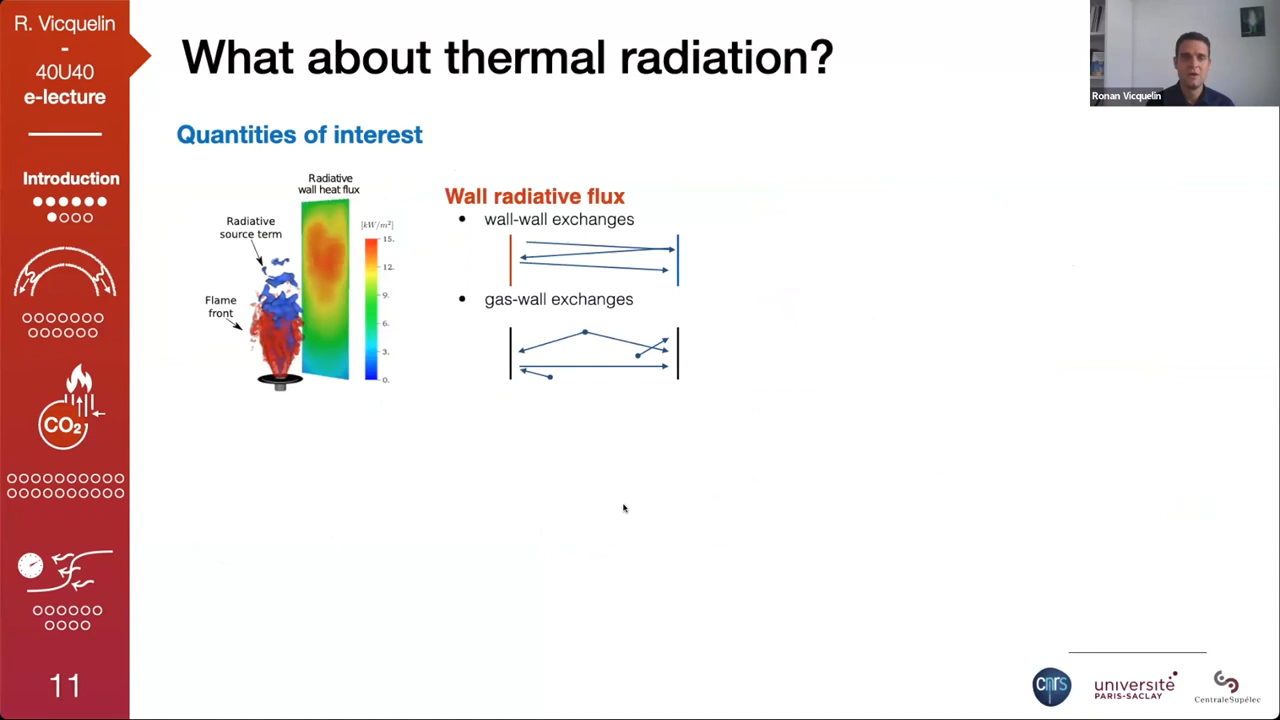 R. Vicquelin
-
40U40
e-lecture
Introduction
CO₂
11
What about thermal radiation?
Quantities of interest
Radiative
wall heat flux
Radiative
source term
Flame
front
[kW/m²]
15.
12.
9.
6.
3.
0.
Wall radiative flux
• wall-wall exchanges
• gas-wall exchanges
Ronan Vicquelin
cnrs
université
PARIS-SACLAY
CentraleSupélec